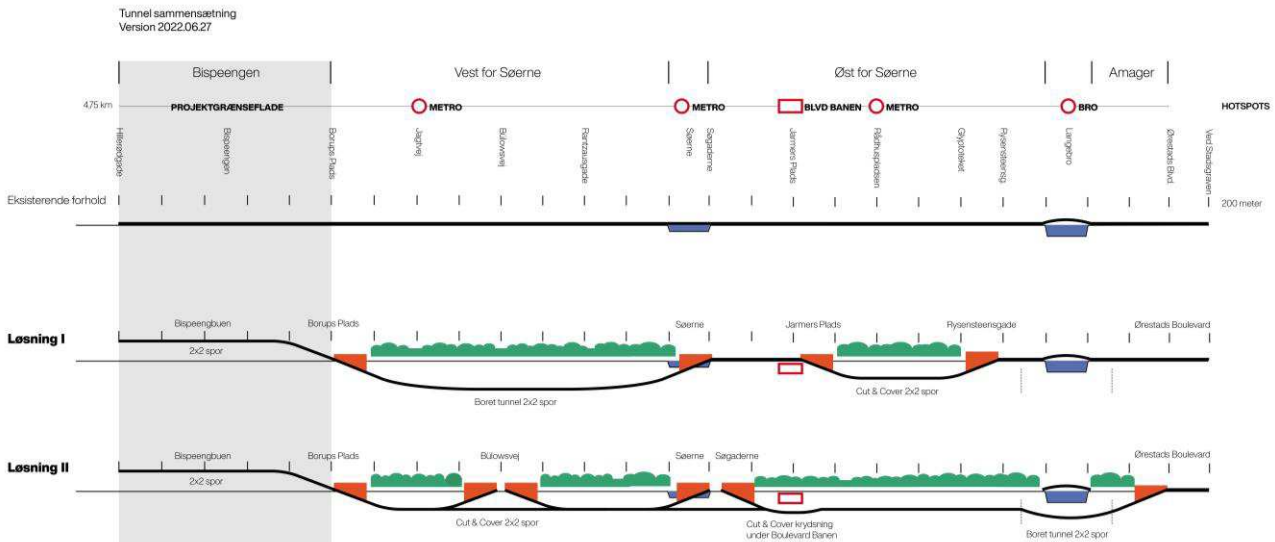 Tunnel sammensætning
Version 2022.06.27
Bispeengen
Vest for Søerne
Øst for Søerne
Amager
4,75 km
PROJEKTGRÆNSEFLADE
METRO
METRO
BLVD BANEN
METRO
BRO
HOTSPOTS
Hillerødgade
Bispeengen
Borups Plads
Jagtvej
Bülowsvej
Rantzausgade
Søerne
Søgaderne
Jarmers Plads
Rådhuspladsen
Glyptoteket
Rysensteensg.
Langebro
Ørestads Blvd.
Ved Stadsgraven
Eksisterende forhold
200 meter
Løsning I
Bispeengbuen
Borups Plads
Søerne
Jarmers Plads
Rysensteensgade
Ørestads Boulevard
2x2 spor
Boret tunnel 2x2 spor
Cut & Cover 2x2 spor
Løsning II
Bispeengbuen
Borups Plads
Bülowsvej
Søerne
Søgaderne
Ørestads Boulevard
2x2 spor
Cut & Cover 2x2 spor
Cut & Cover krydsning
under Boulevard Banen
Boret tunnel 2x2 spor